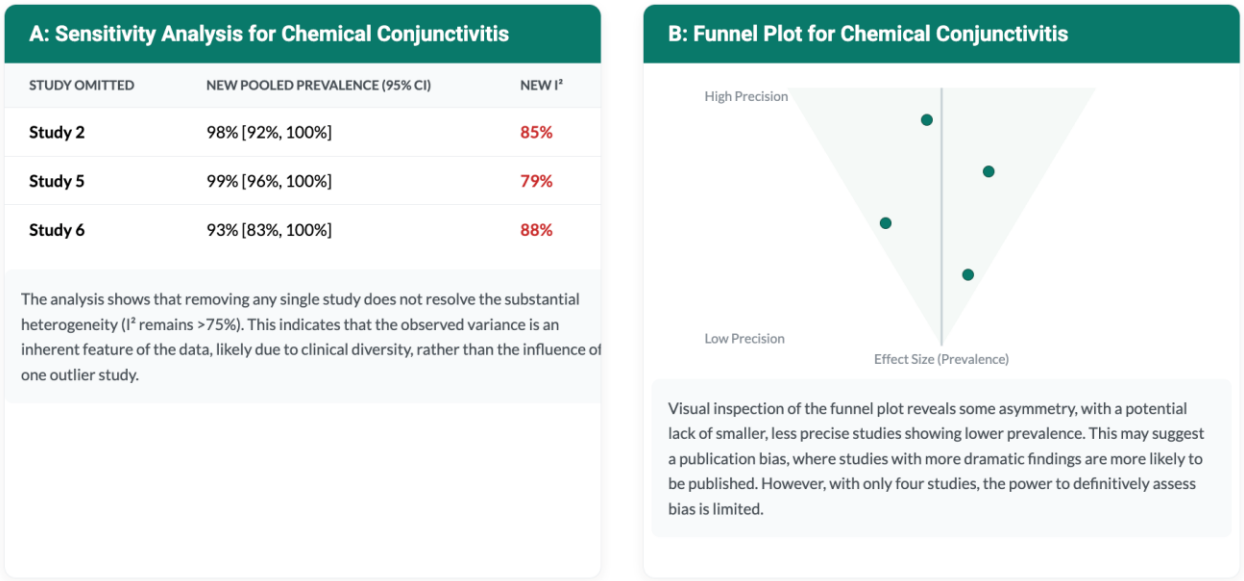 A: Sensitivity Analysis for Chemical Conjunctivitis
STUDY OMITTED NEW POOLED PREVALENCE (95% CI) NEW I²
Study 2 98% [92%, 100%] 85%
Study 5 99% [96%, 100%] 79%
Study 6 93% [83%, 100%] 88%
The analysis shows that removing any single study does not resolve the substantial
heterogeneity (I² remains >75%). This indicates that the observed variance is an
inherent feature of the data, likely due to clinical diversity, rather than the influence of
one outlier study.
B: Funnel Plot for Chemical Conjunctivitis
High Precision
Low Precision
Effect Size (Prevalence)
Visual inspection of the funnel plot reveals some asymmetry, with a potential
lack of smaller, less precise studies showing lower prevalence. This may suggest
a publication bias, where studies with more dramatic findings are more likely to
be published. However, with only four studies, the power to definitively assess
bias is limited.